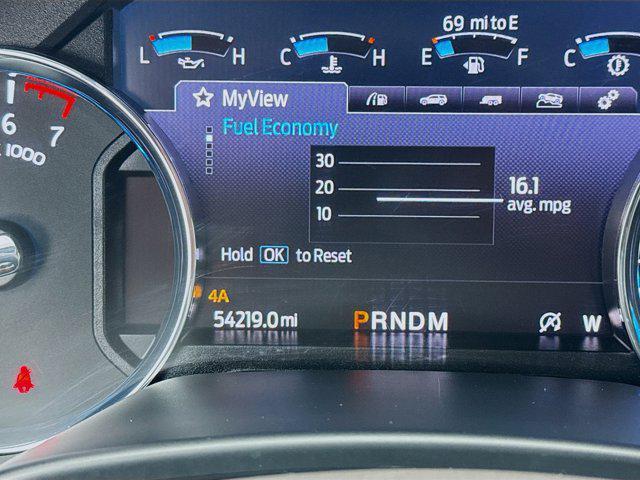 69 mi to E
L H C H E F C
MyView
Fuel Economy
6
7
1000
30
20
10
16.1
avg. mpg
Hold OK to Reset
4A
54219.0 mi
PRNDM
W